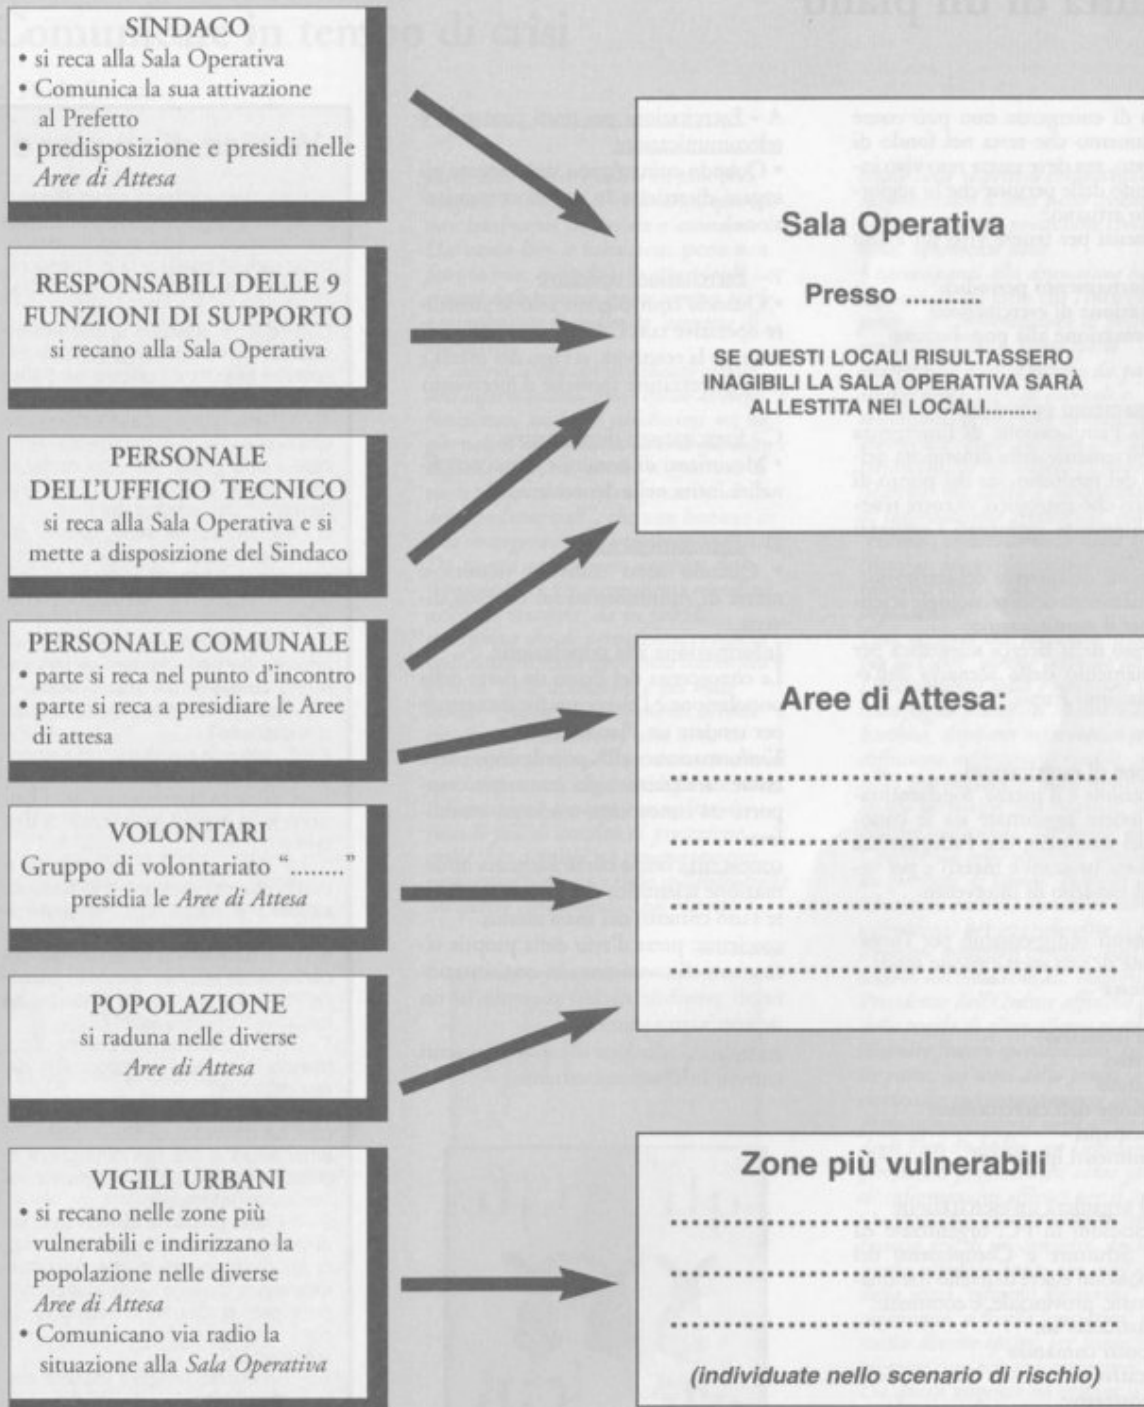 SINDACO
• si reca alla Sala Operativa
• Comunica la sua attivazione
al Prefetto
• predisposizione e presidi nelle
Aree di Attesa
RESPONSABILI DELLE 9
FUNZIONI DI SUPPORTO
si recano alla Sala Operativa
PERSONALE
DELL'UFFICIO TECNICO
si reca alla Sala Operativa e si
mette a disposizione del Sindaco
PERSONALE COMUNALE
• parte si reca nel punto d'incontro
• parte si reca a presidiare le Aree
di attesa
VOLONTARI
Gruppo di volontariato “........”
presidia le Aree di Attesa
POPOLAZIONE
si raduna nelle diverse
Aree di Attesa
VIGILI URBANI
• si recano nelle zone più
vulnerabili e indirizzano la
popolazione nelle diverse
Aree di Attesa
• Comunicano via radio la
situazione alla Sala Operativa
Sala Operativa
Presso ..........
SE QUESTI LOCALI RISULTASSERO
INAGIBILI LA SALA OPERATIVA SARÀ
ALLESTITA NEI LOCALI.........
Aree di Attesa:
Zone più vulnerabili
(individuate nello scenario di rischio)